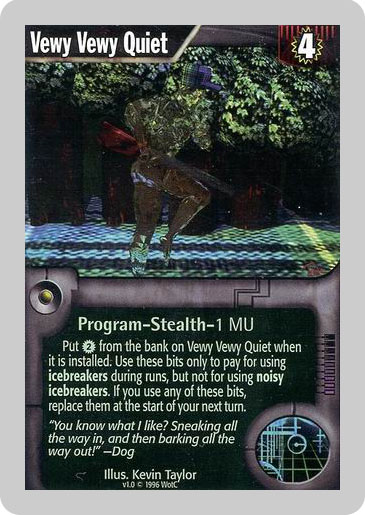 Vewy Vewy Quiet
4
Program–Stealth–1 MU
Put 2 from the bank on Vewy Vewy Quiet when
it is installed. Use these bits only to pay for using
icebreakers during runs, but not for using noisy
icebreakers. If you use any of these bits,
replace them at the start of your next turn.
"You know what I like? Sneaking all
the way in, and then barking all the
way out!" –Dog
Illus. Kevin Taylor
v1.0 © 1996 WotC